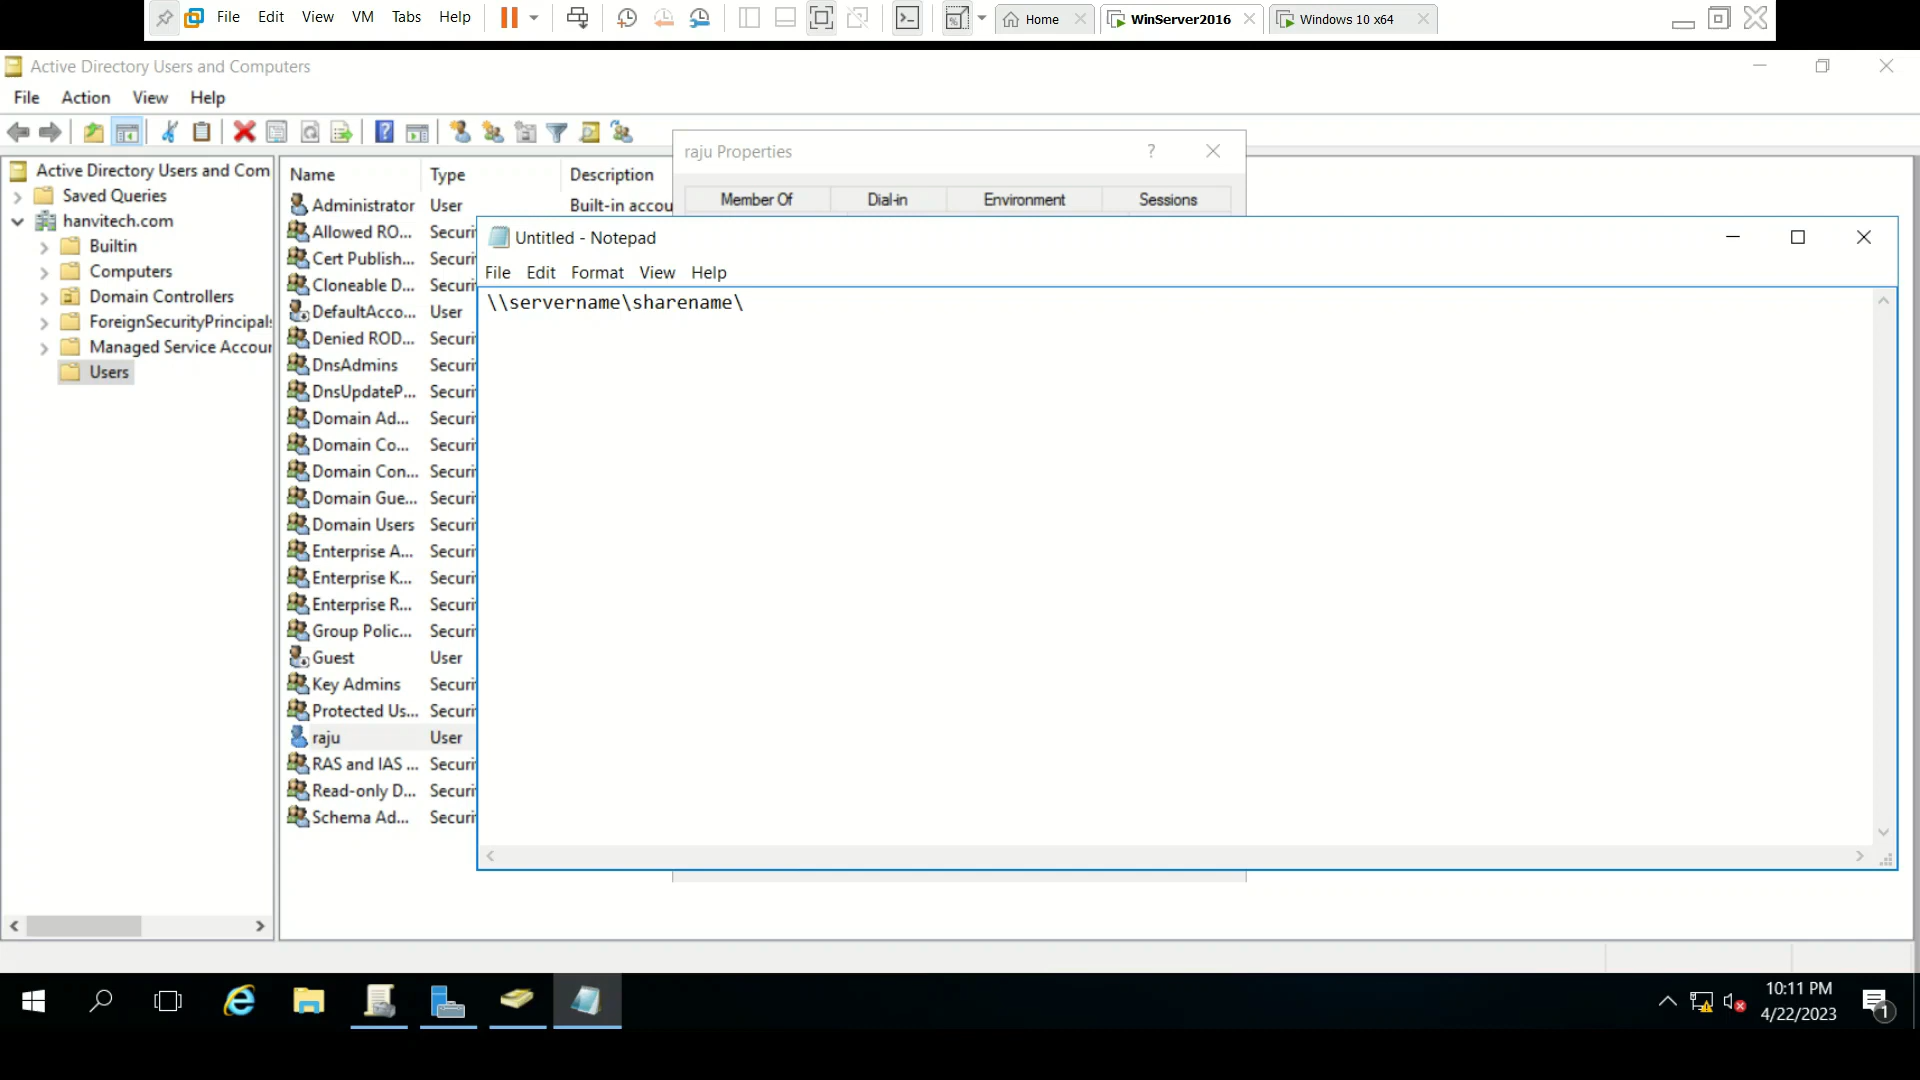 File Edit View VM Tabs Help Home WinServer2016 Windows 10 x64
Active Directory Users and Computers
File Action View Help
Active Directory Users and Com
Saved Queries
hanvitech.com
Builtin
Computers
Domain Controllers
ForeignSecurityPrincipals
Managed Service Accour
Users
Name Type Description
Administrator User Built-in accou
Allowed RO... Securi
Cert Publish... Securi
Cloneable D... Securi
DefaultAcco... User
Denied ROD... Securi
DnsAdmins Securi
DnsUpdateP... Securi
Domain Ad... Securi
Domain Co... Securi
Domain Con... Securi
Domain Gue... Securi
Domain Users Securi
Enterprise A... Securi
Enterprise K... Securi
Enterprise R... Securi
Group Polic... Securi
Guest User
Key Admins Securi
Protected Us... Securi
raju User
RAS and IAS ... Securi
Read-only D... Securi
Schema Ad... Securi
raju Properties
Member Of Dial-in Environment Sessions
Untitled - Notepad
File Edit Format View Help
\\servername\sharename\
10:11 PM
4/22/2023
1